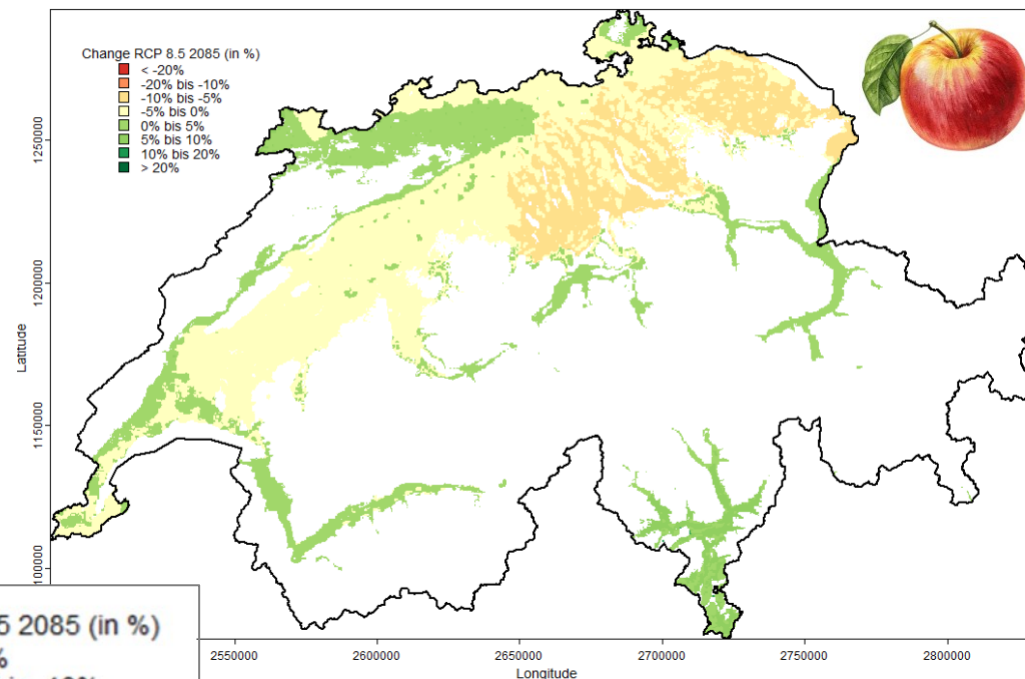 Change RCP 8.5 2085 (in %)
< -20%
-20% bis -10%
-10% bis -5%
-5% bis 0%
0% bis 5%
5% bis 10%
10% bis 20%
> 20%
1250000
1200000
1150000
100000
Latitude
5 2085 (in %)
2550000 2600000 2650000 2700000 2750000 2800000
Longitude